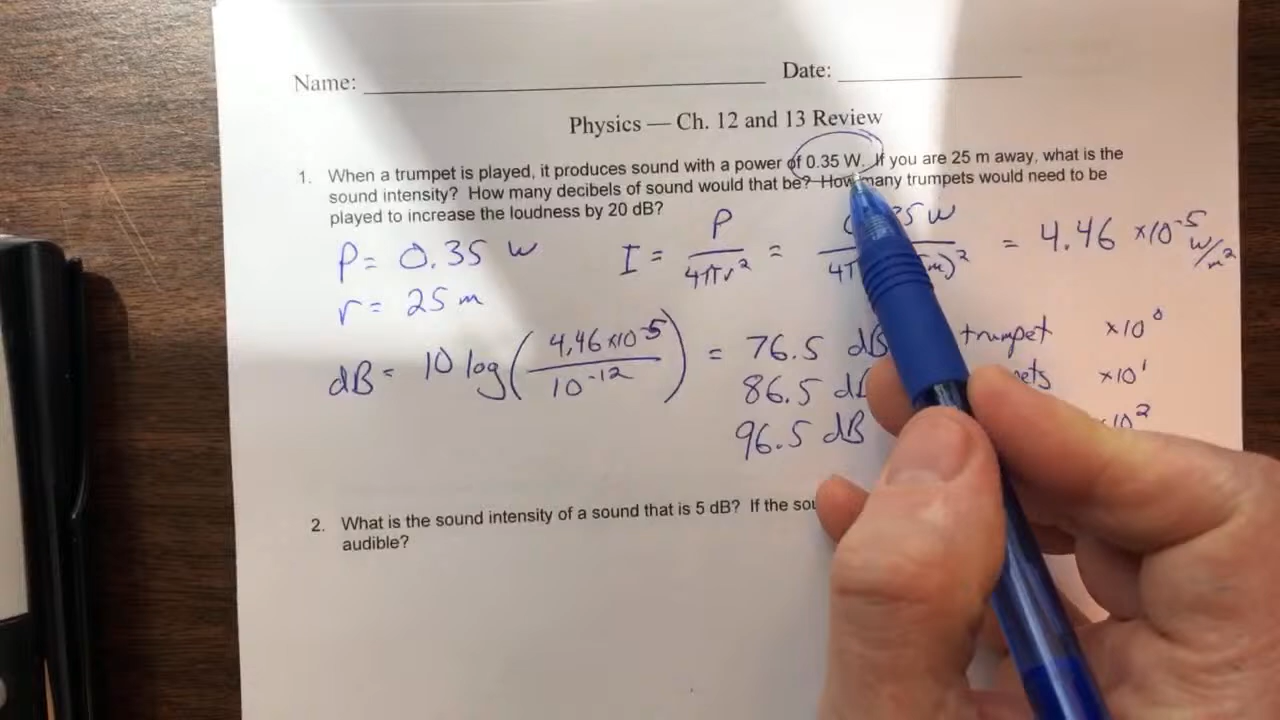 Name: Date:
Physics — Ch. 12 and 13 Review
1. When a trumpet is played, it produces sound with a power of 0.35 W. If you are 25 m away, what is the
sound intensity? How many decibels of sound would that be? How many trumpets would need to be
played to increase the loudness by 20 dB?
P = 0.35 W I = P / 4πr² = 35 W / 4π m)² = 4.46 ×10⁻⁵ W/m²
r = 25 m
dB = 10 log( 4.46×10⁻⁵ / 10⁻¹² ) = 76.5 dB trumpet ×10⁰
86.5 ×10¹
96.5 dB
2. What is the sound intensity of a sound that is 5 dB? If the
audible?